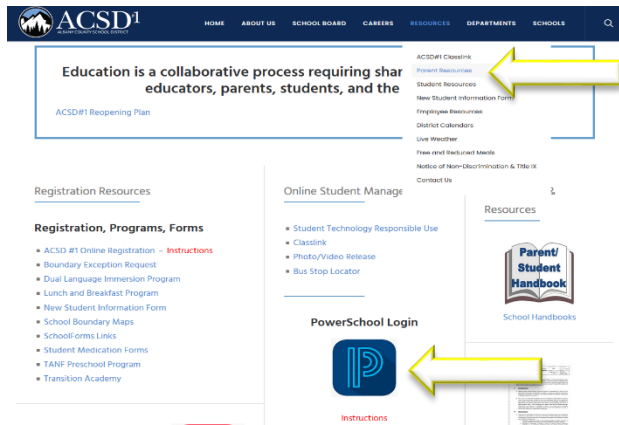 ACSD¹
ALBANY COUNTY SCHOOL DISTRICT
HOME ABOUT US SCHOOL BOARD CAREERS RESOURCES DEPARTMENTS SCHOOLS
Education is a collaborative process requiring shar
educators, parents, students, and the
ACSD#1 Reopening Plan
ACSD#1 Classlink
Parent Resources
Student Resources
New Student Information Form
Employee Resources
District Calendars
Live Weather
Free and Reduced Meals
Notice of Non-Discrimination & Title IX
Contact Us
Registration Resources
Registration, Programs, Forms
ACSD #1 Online Registration – Instructions
Boundary Exception Request
Dual Language Immersion Program
Lunch and Breakfast Program
New Student Information Form
School Boundary Maps
SchoolForms Links
Student Medication Forms
TANF Preschool Program
Transition Academy
Online Student Manage
Student Technology Responsible Use
Classlink
Photo/Video Release
Bus Stop Locator
PowerSchool Login
P
Instructions
&
Resources
Parent/
Student
Handbook
School Handbooks